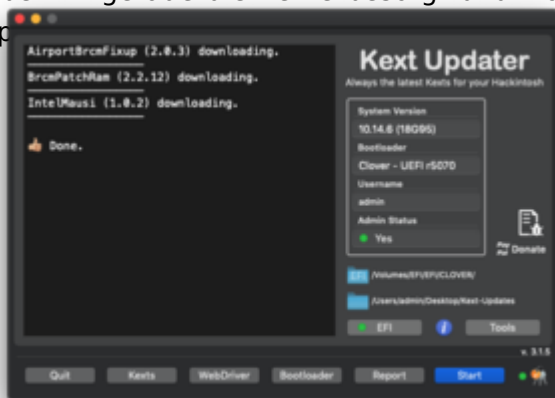 AirportBrcmFixup (2.0.3) downloading.
BrcmPatchRam (2.2.12) downloading.
IntelMausi (1.0.2) downloading.
👍 Done.
Kext Updater
Always the latest Kexts for your Hackintosh
System Version
10.14.6 (18G95)
Bootloader
Clover - UEFI r5070
Username
admin
Admin Status
Yes
Pay Pal Donate
EFI /Volumes/EFI/EFI/CLOVER/
/Users/admin/Desktop/Kext-Updates
EFI
i
Tools
v. 3.1.5
Quit
Kexts
WebDriver
Bootloader
Report
Start